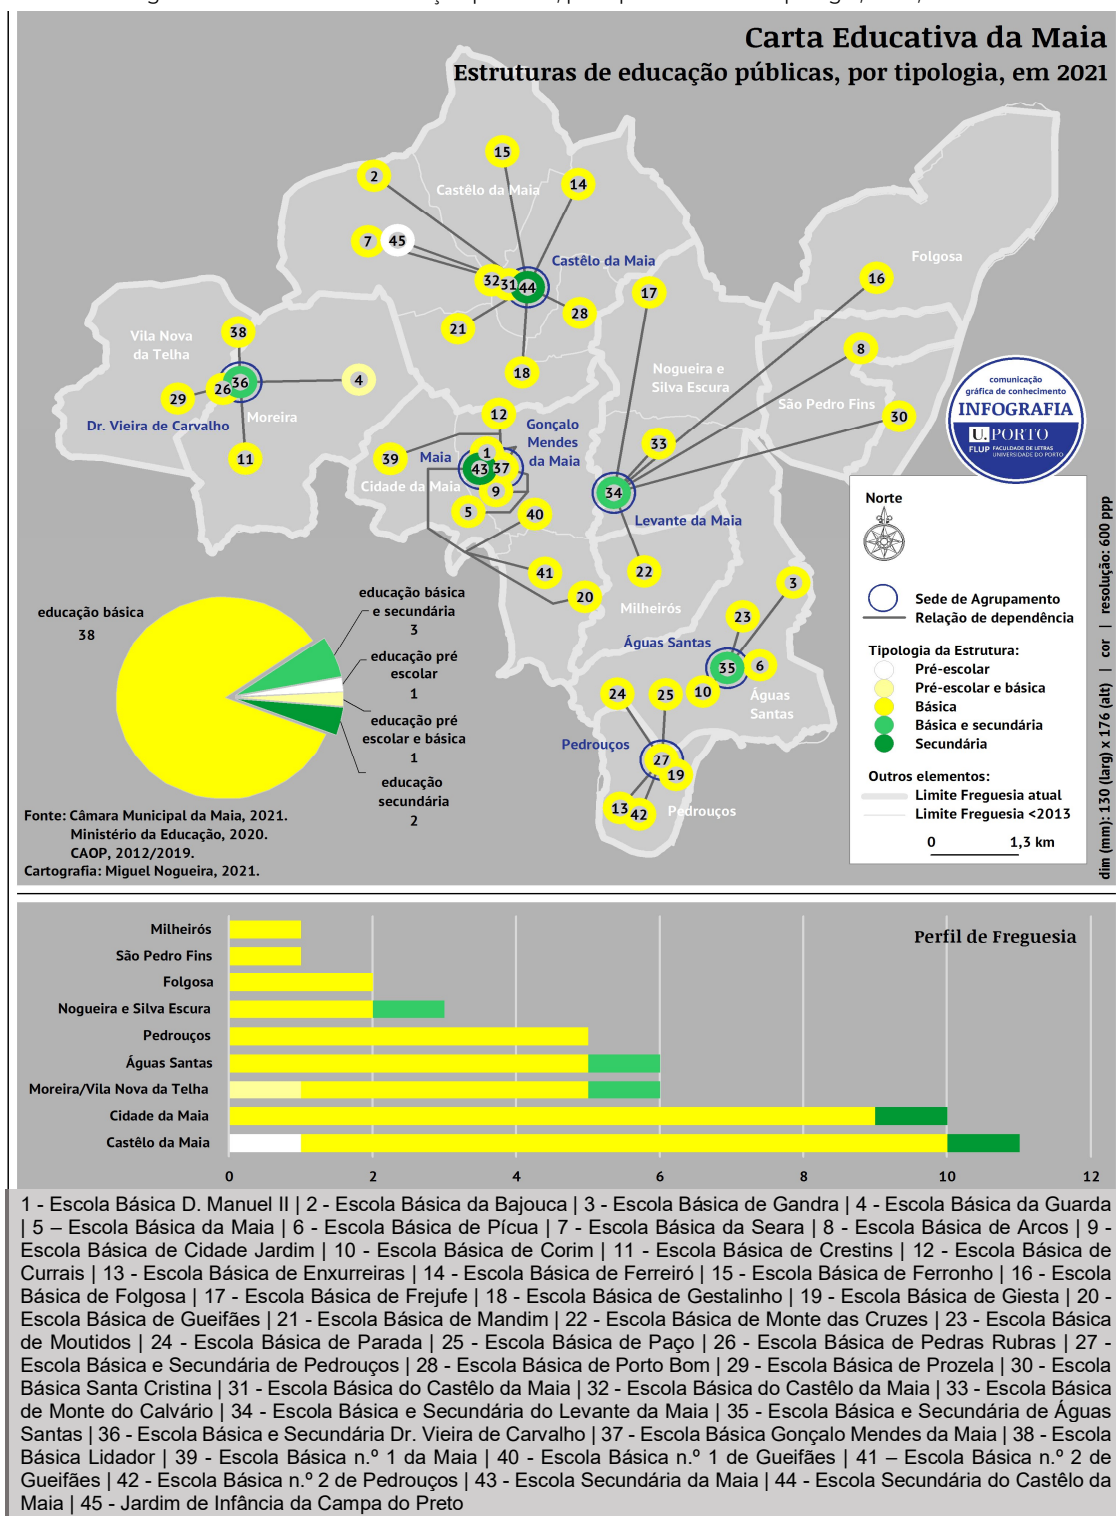 Carta Educativa da Maia
Estruturas de educação públicas, por tipologia, em 2021
15
2
14
Castêlo da Maia
7
45
Castêlo da Maia
Folgosa
16
32
31
44
17
28
21
38
Vila Nova
da Telha
8
Nogueira e
Silva Escura
18
36
4
26
29
São Pedro Fins
30
Moreira
Dr. Vieira de Carvalho
12
Gonçalo
Mendes
da Maia
33
11
39
Maia
1
43
37
Cidade da Maia
9
34
5
40
Levante da Maia
41
22
3
20
Milheirós
23
Águas Santas
35
6
24
25
10
Águas
Santas
Pedrouços
27
19
13
42
Pedrouços
comunicação
gráfica de conhecimento
INFOGRAFIA
U. PORTO
FLUP FACULDADE DE LETRAS
UNIVERSIDADE DO PORTO
Norte
Sede de Agrupamento
Relação de dependência
Tipologia da Estrutura:
Pré-escolar
Pré-escolar e básica
Básica
Básica e secundária
Secundária
Outros elementos:
Limite Freguesia atual
Limite Freguesia <2013
0 1,3 km
dim (mm): 130 (larg) x 176 (alt) | cor | resolução: 600 ppp
educação básica
38
educação básica
e secundária
3
educação pré
escolar
1
educação pré
escolar e básica
1
educação
secundária
2
Fonte: Câmara Municipal da Maia, 2021.
Ministério da Educação, 2020.
CAOP, 2012/2019.
Cartografia: Miguel Nogueira, 2021.
Perfil de Freguesia
Milheirós
São Pedro Fins
Folgosa
Nogueira e Silva Escura
Pedrouços
Águas Santas
Moreira/Vila Nova da Telha
Cidade da Maia
Castêlo da Maia
0 2 4 6 8 10 12
1 - Escola Básica D. Manuel II | 2 - Escola Básica da Bajouca | 3 - Escola Básica de Gandra | 4 - Escola Básica da Guarda
| 5 – Escola Básica da Maia | 6 - Escola Básica de Pícua | 7 - Escola Básica da Seara | 8 - Escola Básica de Arcos | 9 -
Escola Básica de Cidade Jardim | 10 - Escola Básica de Corim | 11 - Escola Básica de Crestins | 12 - Escola Básica de
Currais | 13 - Escola Básica de Enxurreiras | 14 - Escola Básica de Ferreiró | 15 - Escola Básica de Ferronho | 16 - Escola
Básica de Folgosa | 17 - Escola Básica de Frejufe | 18 - Escola Básica de Gestalinho | 19 - Escola Básica de Giesta | 20 -
Escola Básica de Gueifães | 21 - Escola Básica de Mandim | 22 - Escola Básica de Monte das Cruzes | 23 - Escola Básica
de Moutidos | 24 - Escola Básica de Parada | 25 - Escola Básica de Paço | 26 - Escola Básica de Pedras Rubras | 27 -
Escola Básica e Secundária de Pedrouços | 28 - Escola Básica de Porto Bom | 29 - Escola Básica de Prozela | 30 - Escola
Básica Santa Cristina | 31 - Escola Básica do Castêlo da Maia | 32 - Escola Básica do Castêlo da Maia | 33 - Escola Básica
de Monte do Calvário | 34 - Escola Básica e Secundária do Levante da Maia | 35 - Escola Básica e Secundária de Águas
Santas | 36 - Escola Básica e Secundária Dr. Vieira de Carvalho | 37 - Escola Básica Gonçalo Mendes da Maia | 38 - Escola
Básica Lidador | 39 - Escola Básica n.º 1 da Maia | 40 - Escola Básica n.º 1 de Gueifães | 41 – Escola Básica n.º 2 de
Gueifães | 42 - Escola Básica n.º 2 de Pedrouços | 43 - Escola Secundária da Maia | 44 - Escola Secundária do Castêlo da
Maia | 45 - Jardim de Infância da Campa do Preto